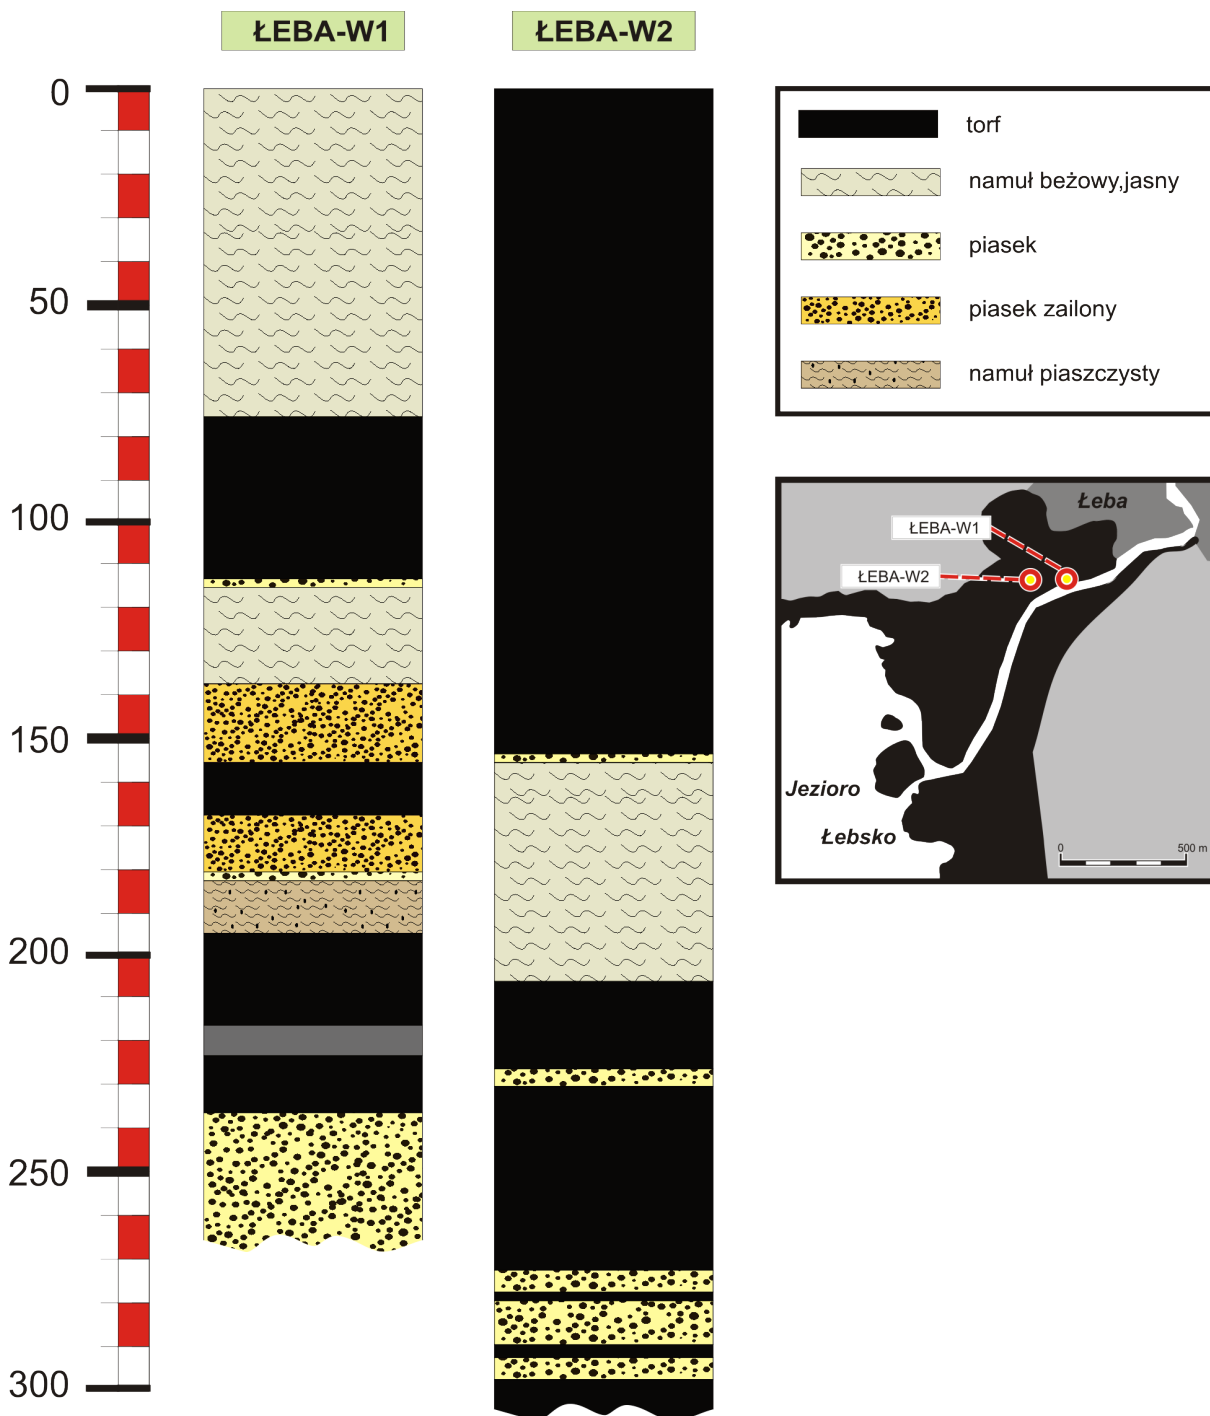 ŁEBA-W1
ŁEBA-W2
0
50
100
150
200
250
300
torf
namuł beżowy,jasny
piasek
piasek zailony
namuł piaszczysty
Łeba
ŁEBA-W1
ŁEBA-W2
Jezioro
Łebsko
0
500 m